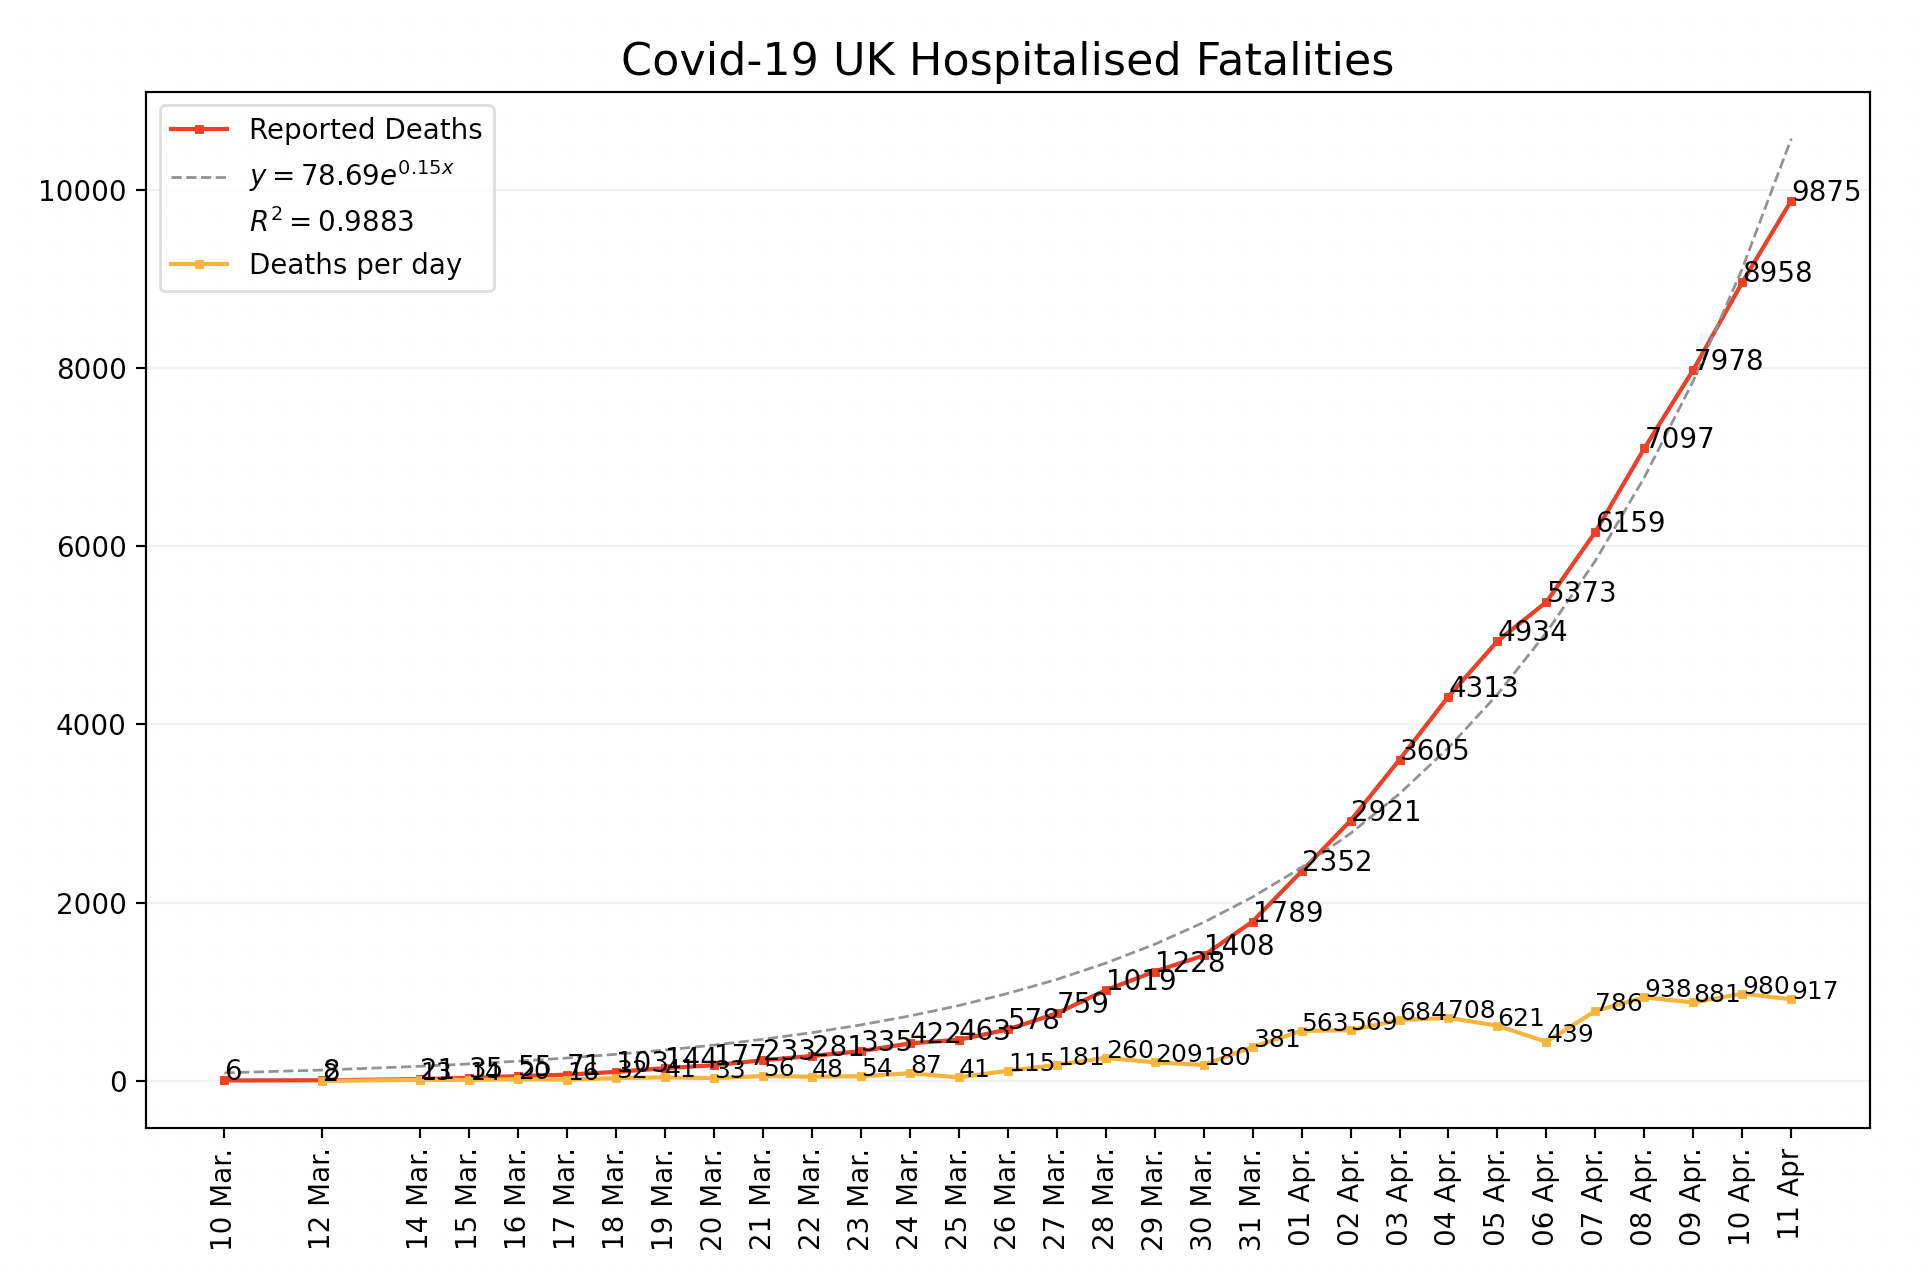 Covid-19 UK Hospitalised Fatalities
Reported Deaths
y = 78.69e^0.15x
R² = 0.9883
Deaths per day
10000
8000
6000
4000
2000
0
6
8
21
35
55
71
103
144
177
233
281
335
422
463
578
759
1019
1228
1408
1789
2352
2921
3605
4313
4934
5373
6159
7097
7978
8958
9875
2
13
14
20
16
32
41
33
56
48
54
87
41
115
181
260
209
180
381
563
569
684
708
621
439
786
938
881
980
917
10 Mar.
12 Mar.
14 Mar.
15 Mar.
16 Mar.
17 Mar.
18 Mar.
19 Mar.
20 Mar.
21 Mar.
22 Mar.
23 Mar.
24 Mar.
25 Mar.
26 Mar.
27 Mar.
28 Mar.
29 Mar.
30 Mar.
31 Mar.
01 Apr.
02 Apr.
03 Apr.
04 Apr.
05 Apr.
06 Apr.
07 Apr.
08 Apr.
09 Apr.
10 Apr.
11 Apr